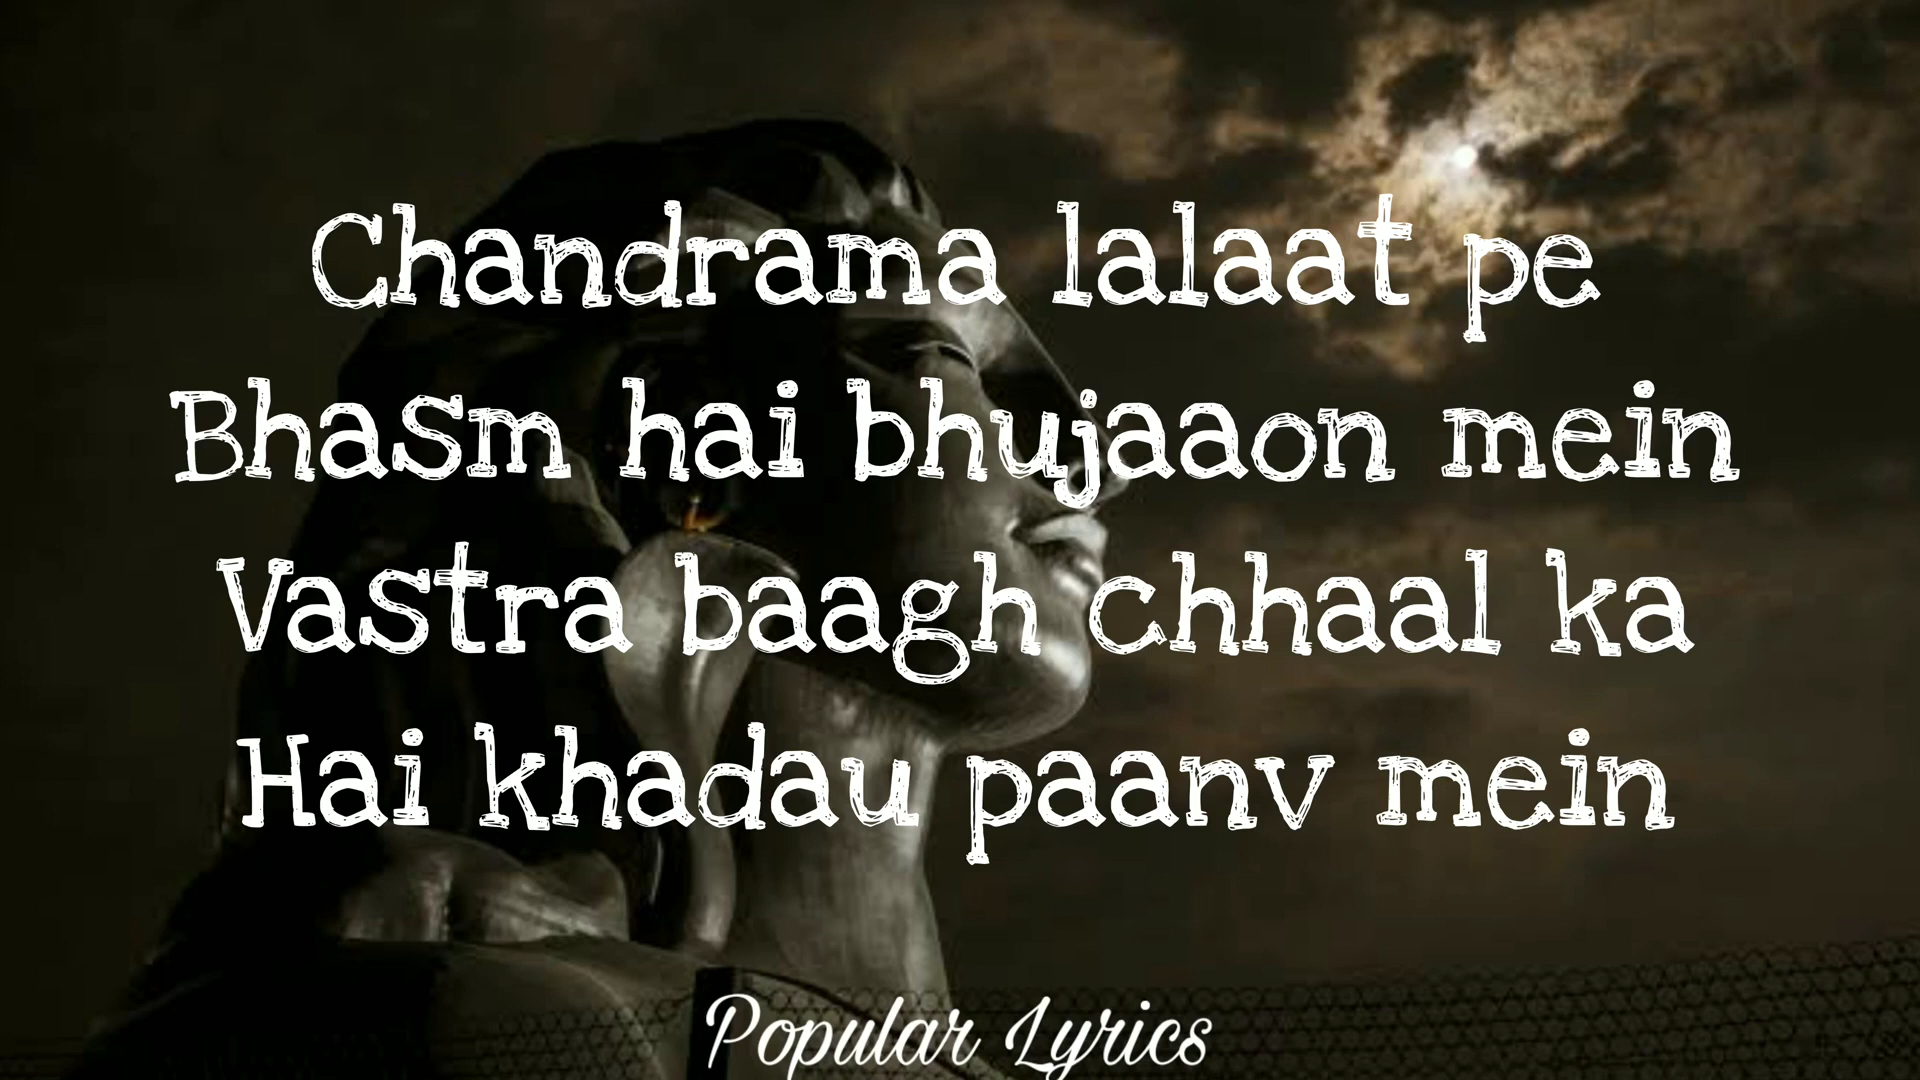 Chandrama lalaat pe
Bhasm hai bhujaaon mein
Vastra baagh chhaal ka
Hai khadau paanv mein
Popular Lyrics